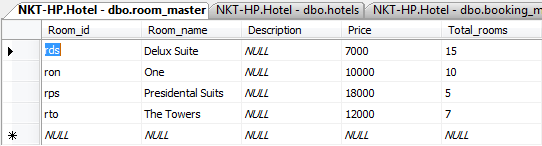 NKT-HP.Hotel - dbo.room_master NKT-HP.Hotel - dbo.hotels NKT-HP.Hotel - dbo.booking_m
Room_id Room_name Description Price Total_rooms
rds Delux Suite NULL 7000 15
ron One NULL 10000 10
rps Presidental Suits NULL 18000 5
rto The Towers NULL 12000 7
NULL NULL NULL NULL NULL